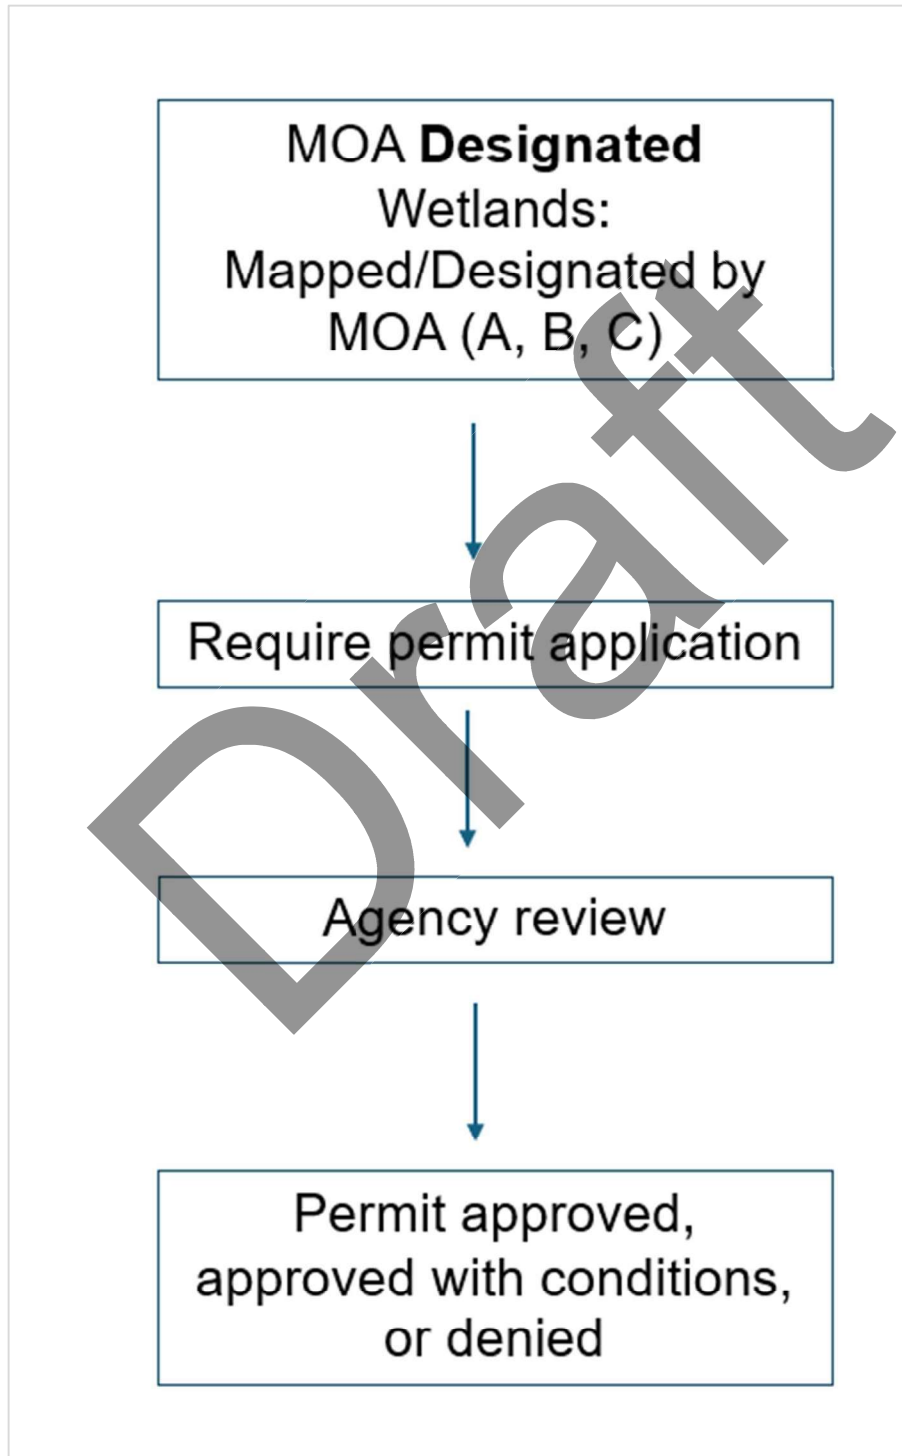 MOA Designated
Wetlands:
Mapped/Designated by
MOA (A, B, C)
Require permit application
Agency review
Permit approved,
approved with conditions,
or denied
Draft